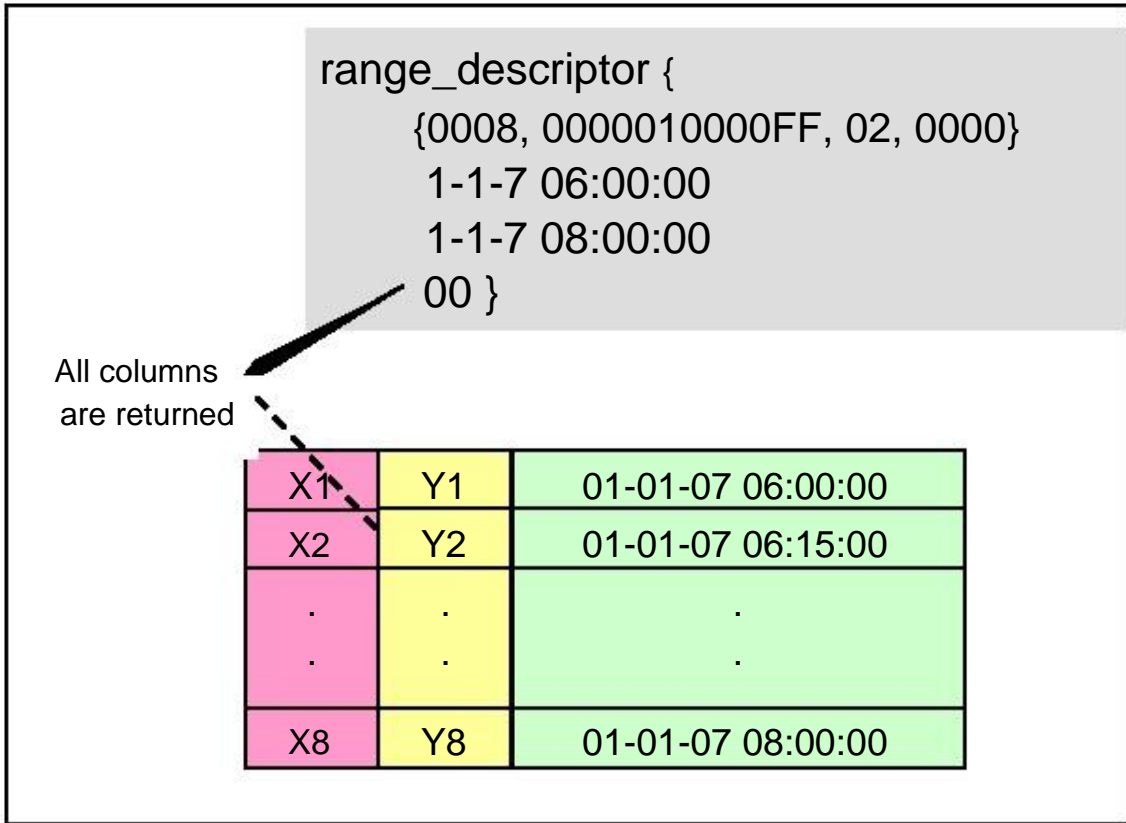 range_descriptor {
{0008, 0000010000FF, 02, 0000}
1-1-7 06:00:00
1-1-7 08:00:00
00 }
All columns
are returned
X1 Y1 01-01-07 06:00:00
X2 Y2 01-01-07 06:15:00
. . .
. . .
X8 Y8 01-01-07 08:00:00